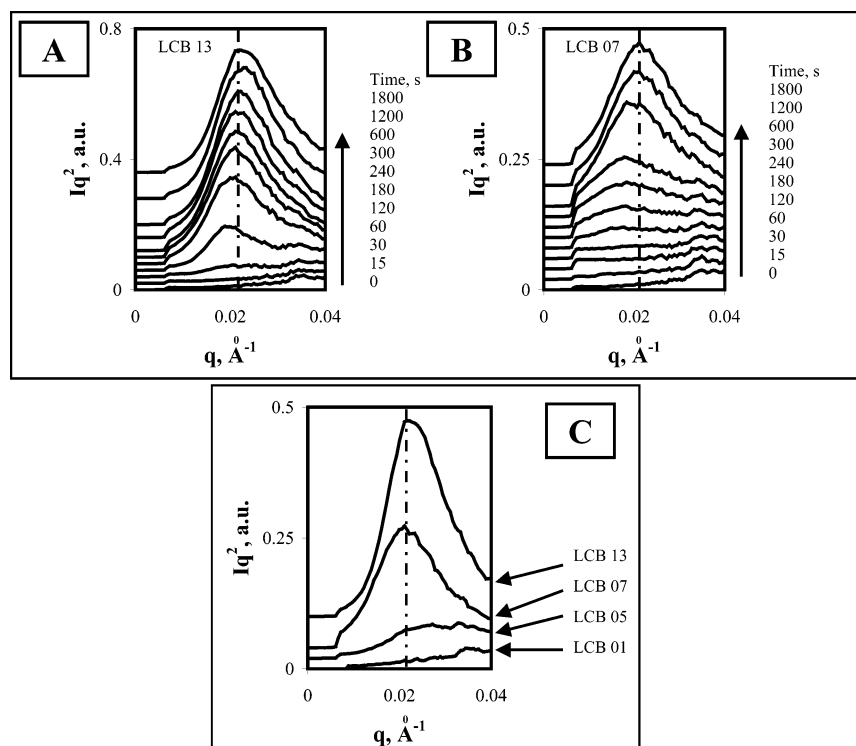 A
LCB 13
0.8
0.4
0
Iq², a.u.
0
0.02
0.04
q, Å⁻¹
Time, s
1800
1200
600
300
240
180
120
60
30
15
0
B
LCB 07
0.5
0.25
0
Iq², a.u.
0
0.02
0.04
q, Å⁻¹
Time, s
1800
1200
600
300
240
180
120
60
30
15
0
C
0.5
0.25
0
Iq², a.u.
0
0.02
0.04
q, Å⁻¹
LCB 13
LCB 07
LCB 05
LCB 01